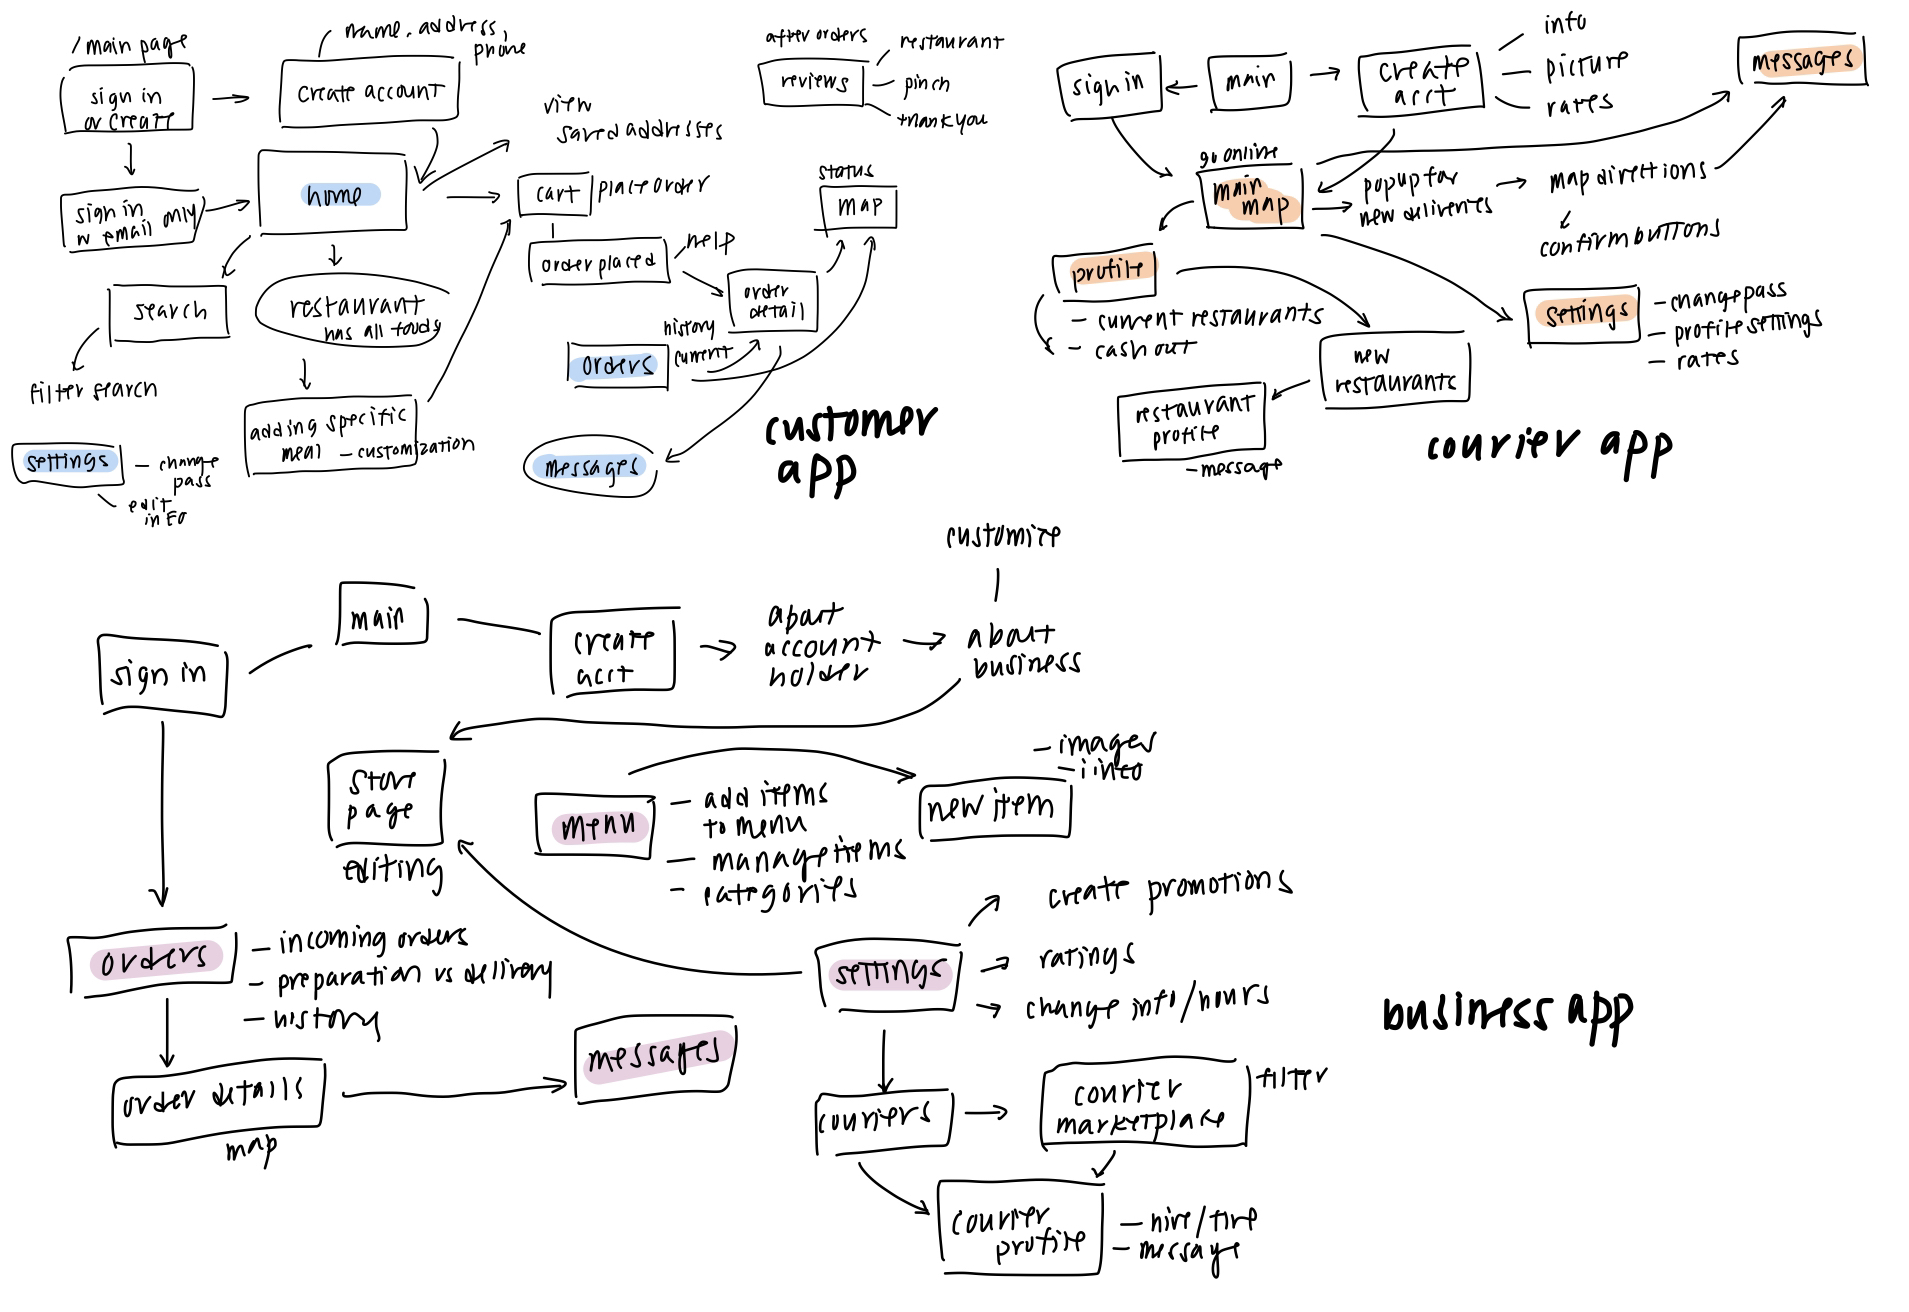 /main page
sign in
or create
create account
name, address,
phone
sign in
w email only
home
view
saved addresses
cart
place order
order placed
help
order
detail
status
map
after orders
reviews
restaurant
pinch
thank you
search
filter search
restaurant
has all foods
adding specific
meal - customization
settings
- change
pass
edit
info
orders
history
current
messages
customer
app
sign in
main
create
acct
info
picture
rates
messages
go online
main
map
popup for
new deliveries
map directions
confirm buttons
profile
- current restaurants
- cash out
new
restaurants
restaurant
profile
- message
settings
- change pass
- profile settings
- rates
courier app
sign in
main
create
acct
about
account
holder
about
business
customize
store
page
editing
menu
- add items
to menu
- manage items
- categories
new item
- images
- info
orders
- incoming orders
- preparation vs delivery
- history
order details
map
messages
settings
create promotions
ratings
change info/hours
couriers
courier
marketplace
filter
courier
profile
- hire/fire
- message
business app